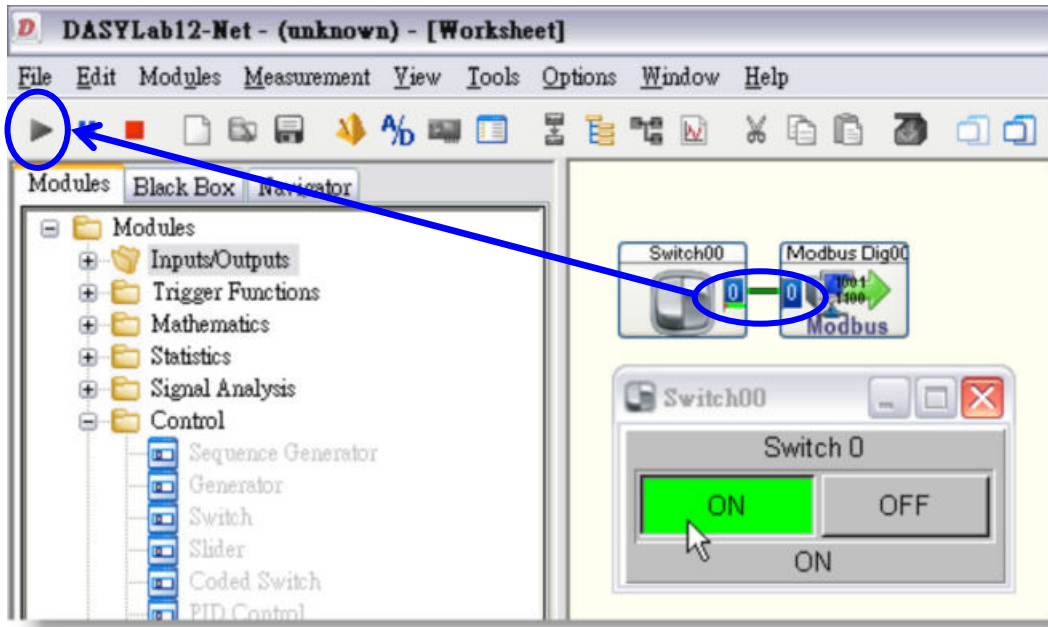 DASYLab12-Net - (unknown) - [Worksheet]
File Edit Modules Measurement View Tools Options Window Help
A/D
Modules Black Box Navigator
Modules
Inputs/Outputs
Trigger Functions
Mathematics
Statistics
Signal Analysis
Control
Sequence Generator
Generator
Switch
Slider
Coded Switch
PID Control
Switch00 Modbus Dig00
0 0 1001
1100
Modbus
Switch00
Switch 0
ON OFF
ON